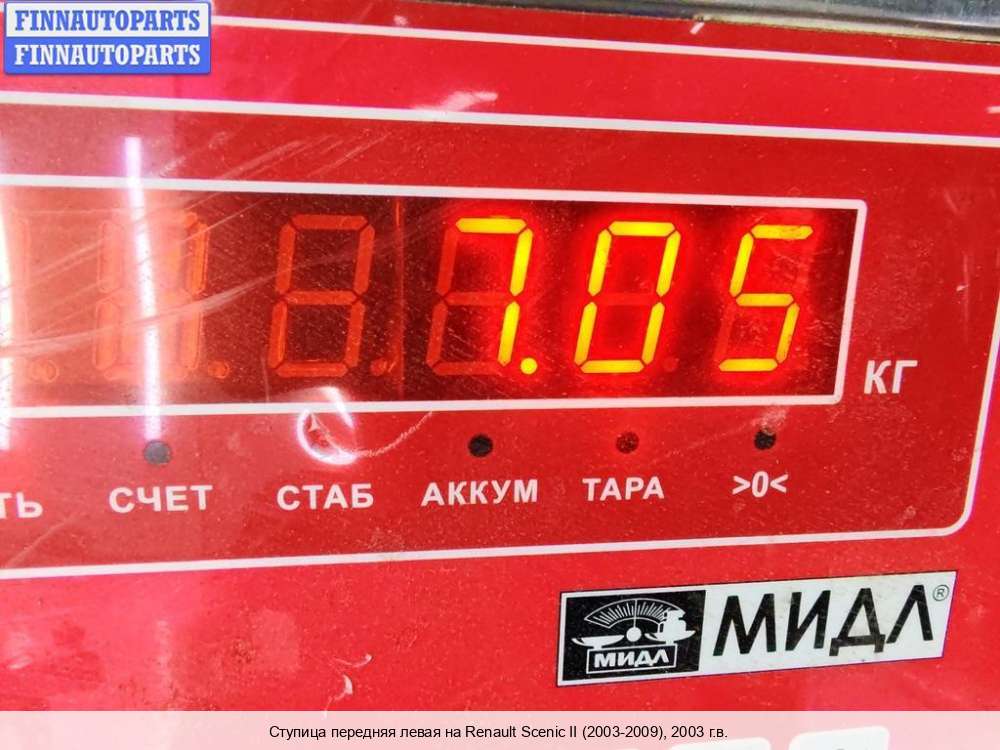 FINNAUTOPARTS
FINNAUTOPARTS
7.05
КГ
СЧЕТ СТАБ АККУМ ТАРА >0<
МИДЛ МИДЛ®
Ступица передняя левая на Renault Scenic II (2003-2009), 2003 г.в.